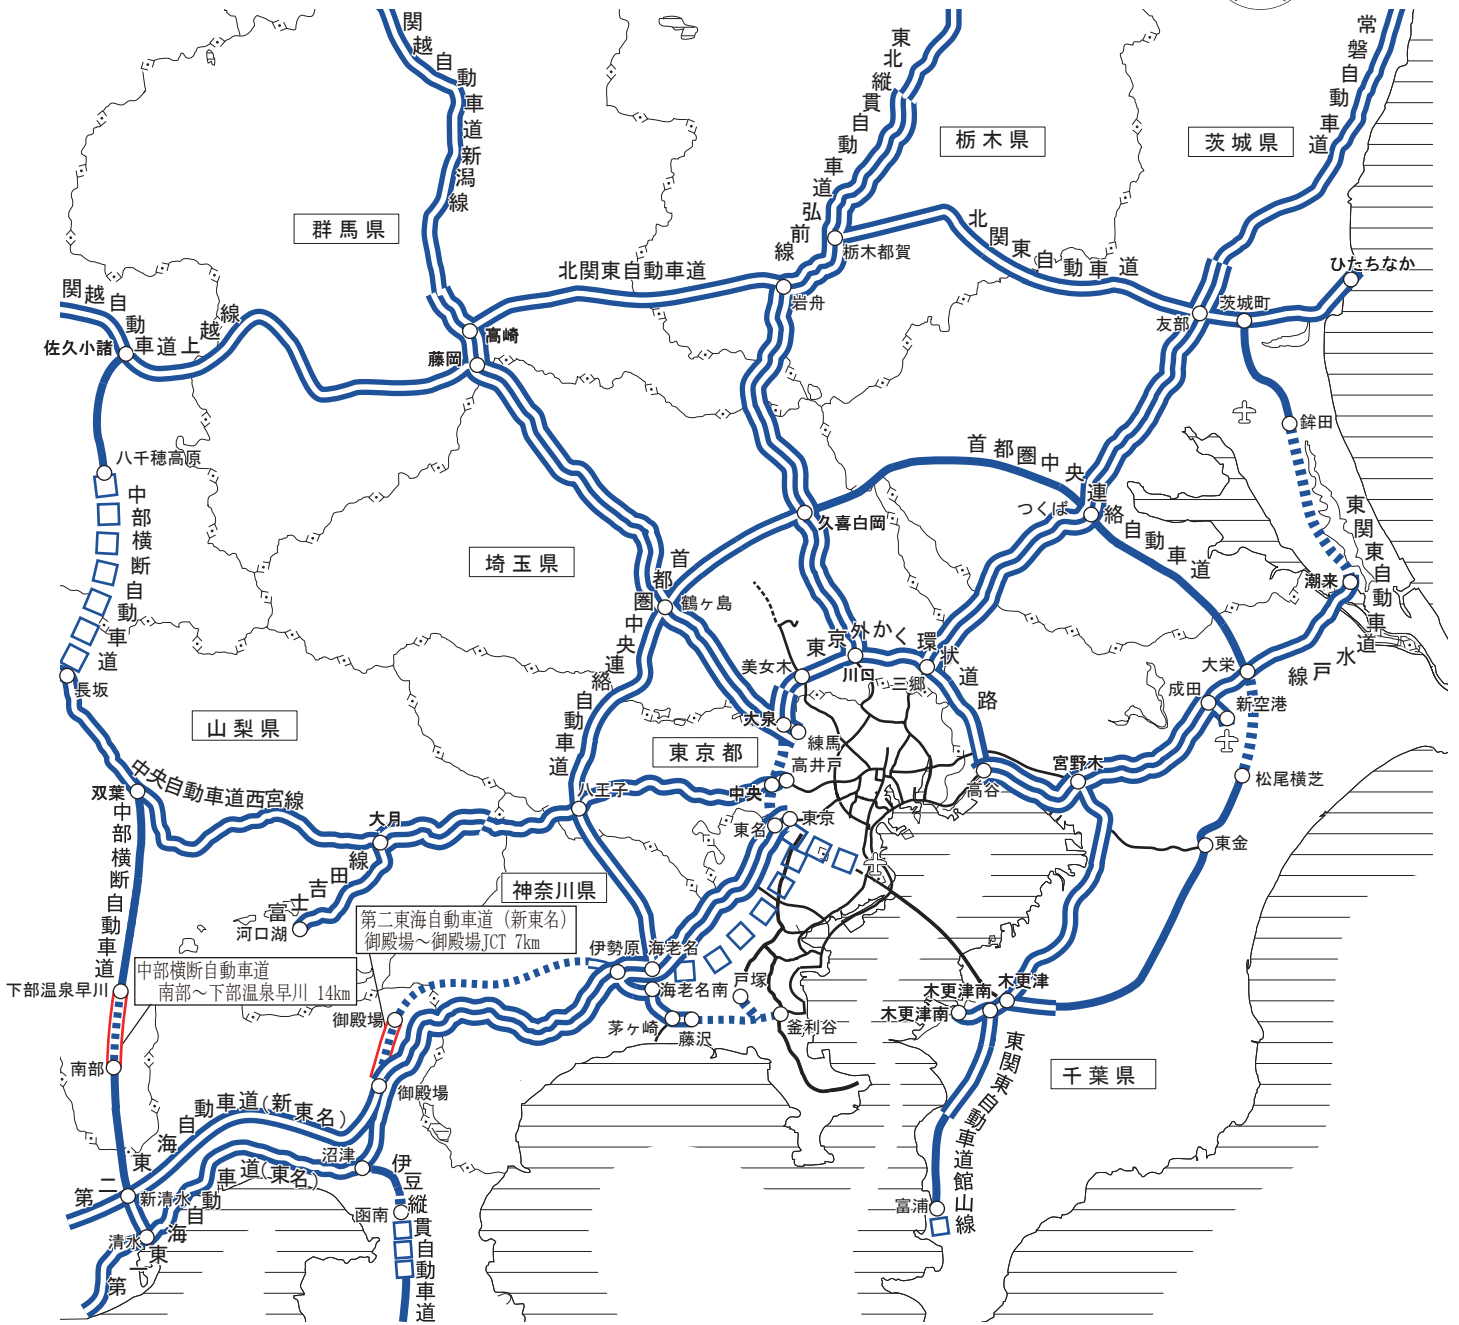 関越自動車道新潟線
東北縦貫自動車道弘前線
常磐自動車道
栃木県
茨城県
群馬県
北関東自動車道
栃木都賀
北関東自動車道
ひたちなか
関越自動車道上越線
岩舟
茨城町
友部
佐久小諸
高崎
藤岡
鉾田
八千穂高原
首都圏中央連絡自動車道
つくば
久喜白岡
中部横断自動車道
東関東自動車道水戸線
埼玉県
首都圏中央連絡自動車道
鶴ヶ島
潮来
東京外かく環状道路
美女木
川口
三郷
大栄
長坂
成田
新空港
山梨県
大泉
練馬
東京都
高井戸
宮野木
中央自動車道西宮線
双葉
中央
高谷
松尾横芝
八王子
大月
東名
東京
東金
中部横断自動車道
富士吉田線
神奈川県
河口湖
第二東海自動車道(新東名)
御殿場~御殿場JCT 7km
伊勢原
海老名
中部横断自動車道
南部~下部温泉早川 14km
下部温泉早川
戸塚
海老名南
木更津
木更津南
木更津南
御殿場
茅ヶ崎
藤沢
釜利谷
南部
東関東自動車道館山線
千葉県
御殿場
第二東海自動車道(新東名)
沼津
伊豆縦貫自動車道
新清水
函南
富浦
清水
第一東海自動車道(東名)